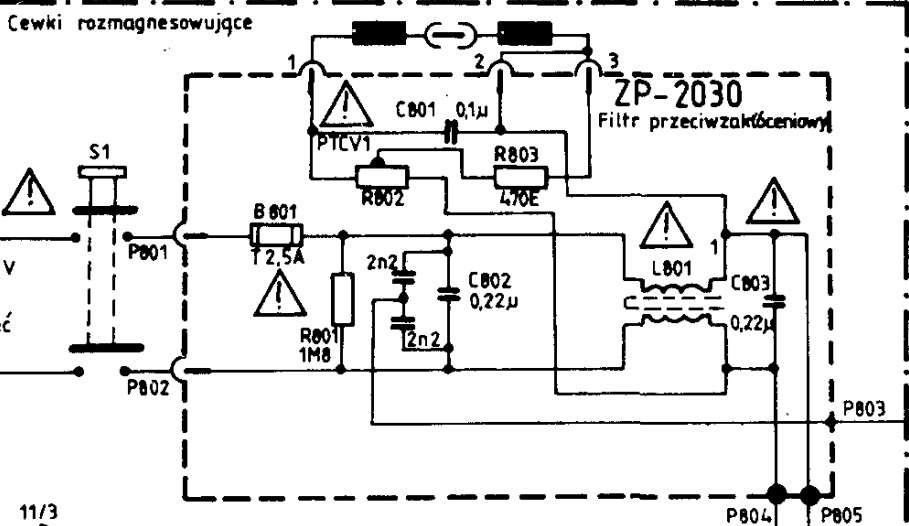 Cewki rozmagnesowujące
1
2
3
ZP-2030
Filtr przeciwzakłóceniowy
C801
0,1µ
PTCV1
R803
S1
R802
470E
B801
P801
T 2,5A
2n2
C802
0,22µ
L801
1
C803
0,22µ
V
eć
R801
1M8
2n2
P802
P803
11/3
P804
P805